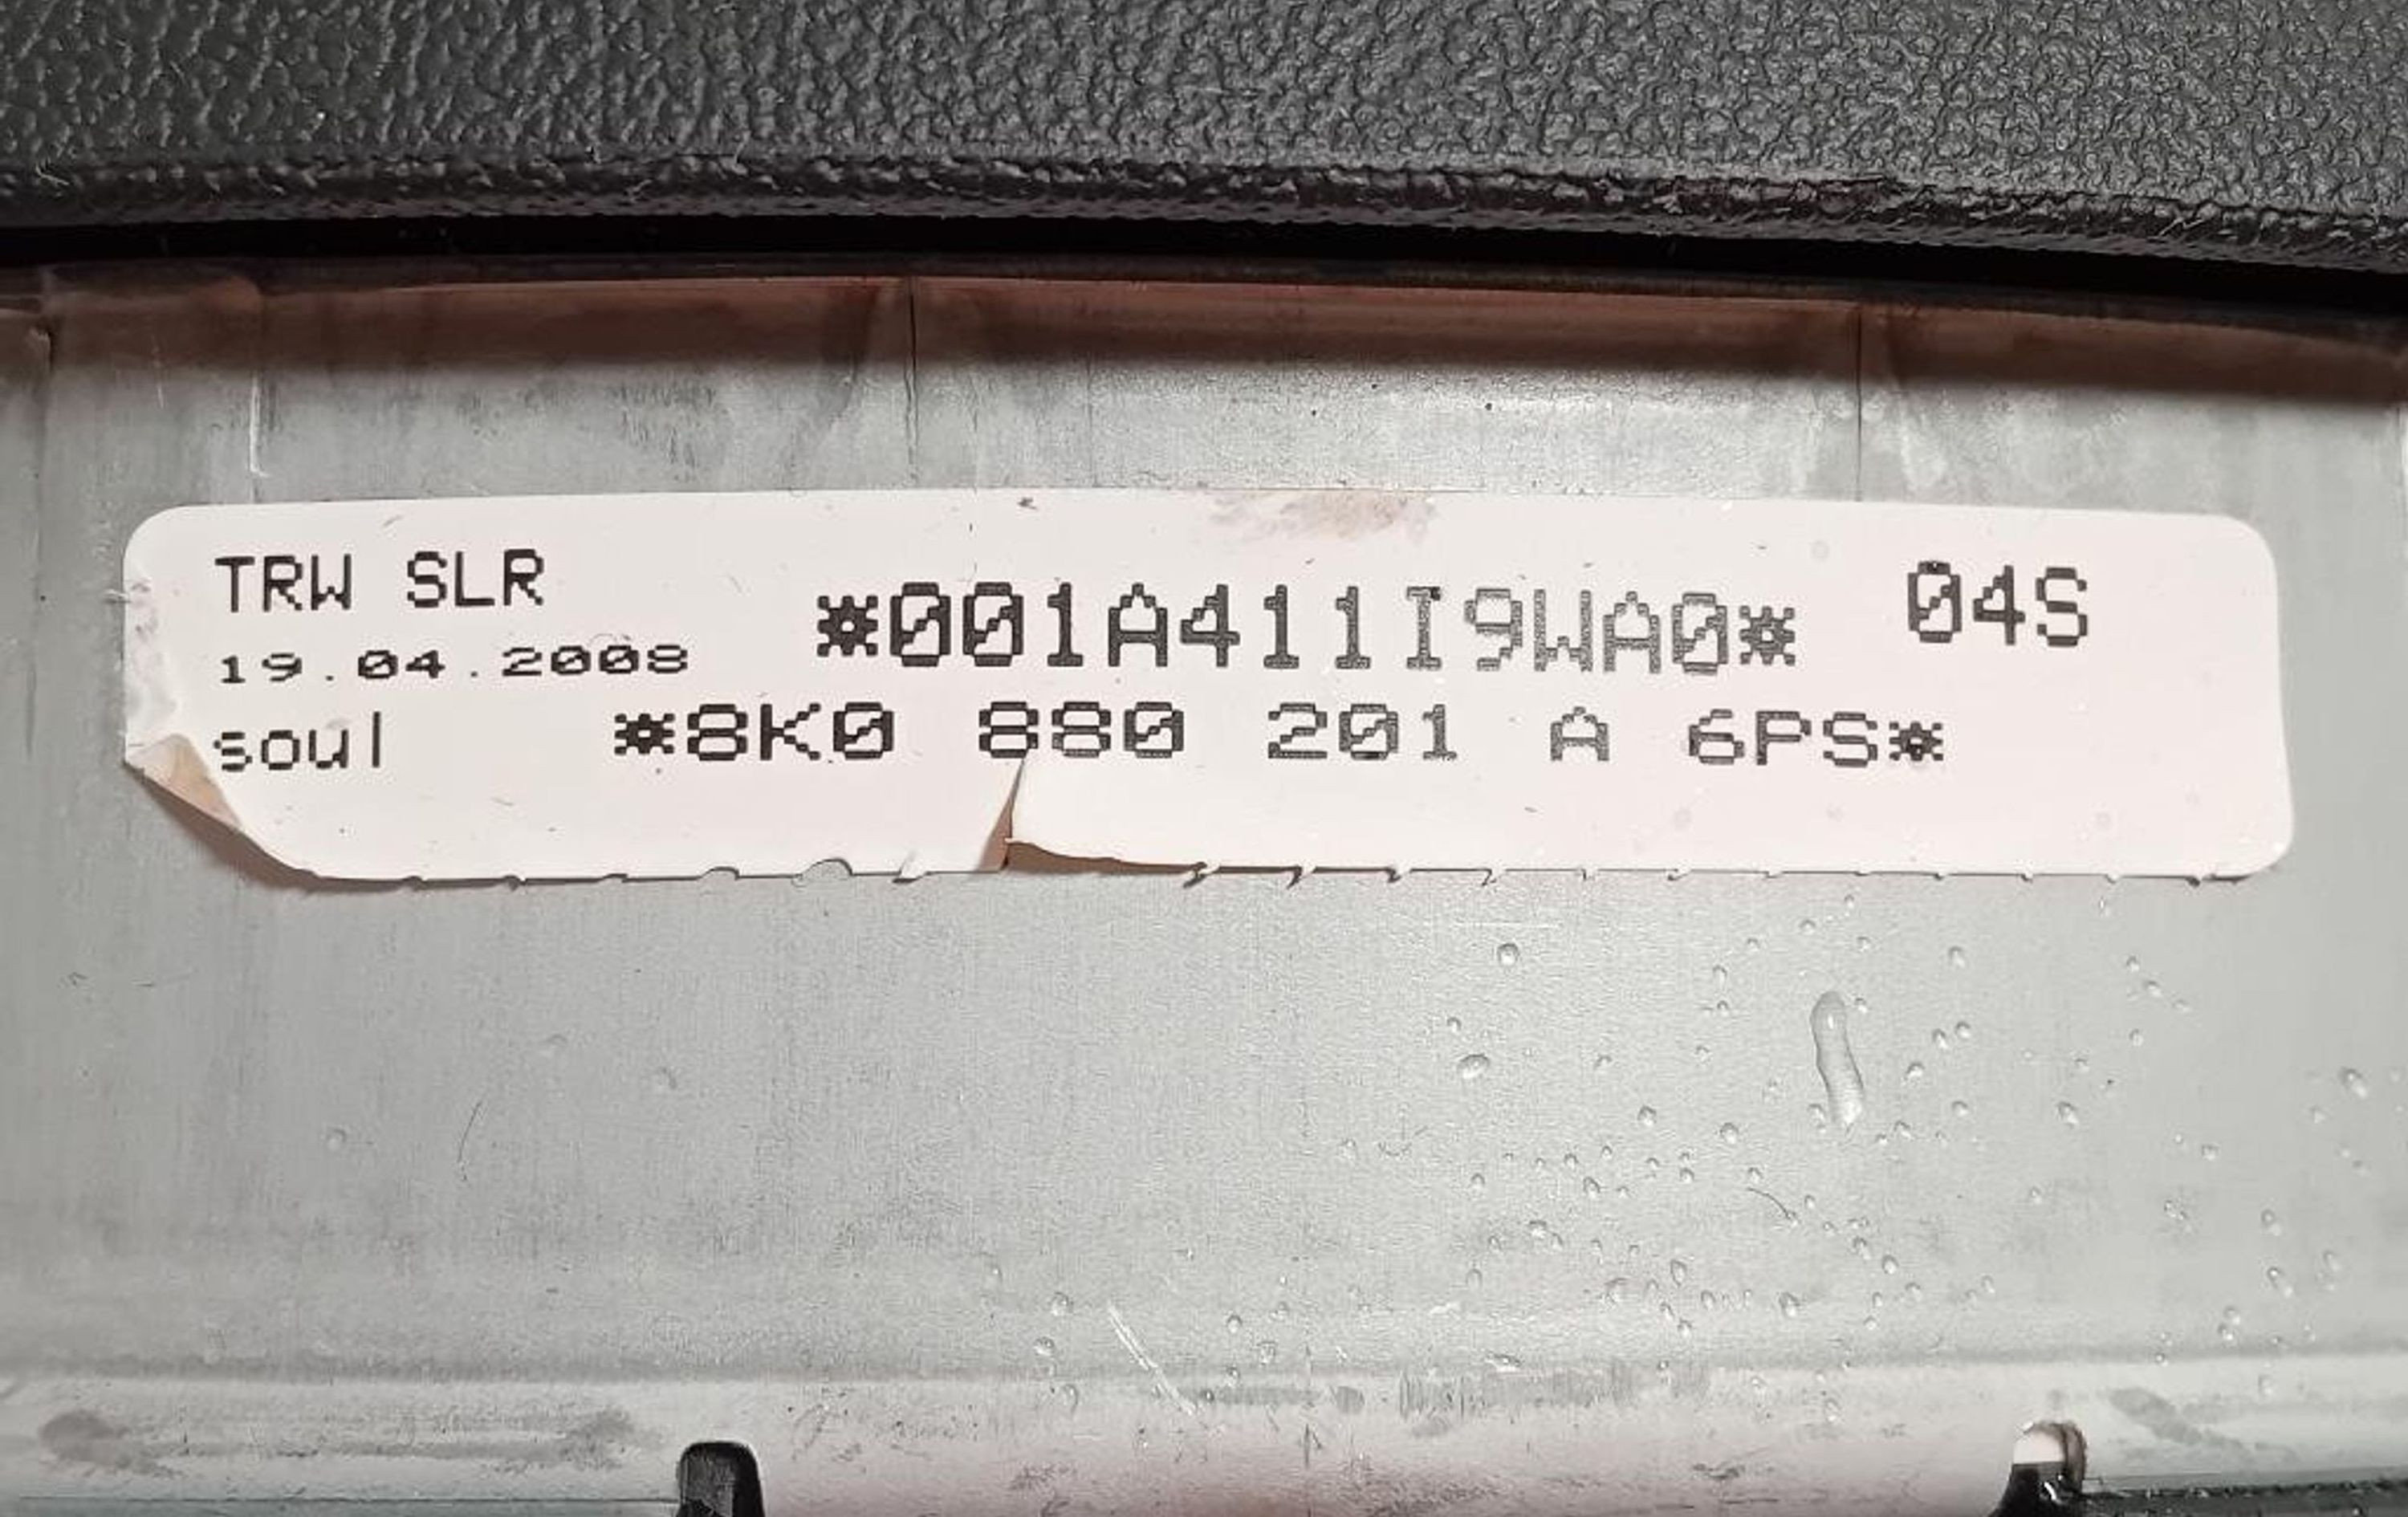 TRW SLR
*001A411I9WA0* 04S
19.04.2008
soul *8K0 880 201 A 6PS*